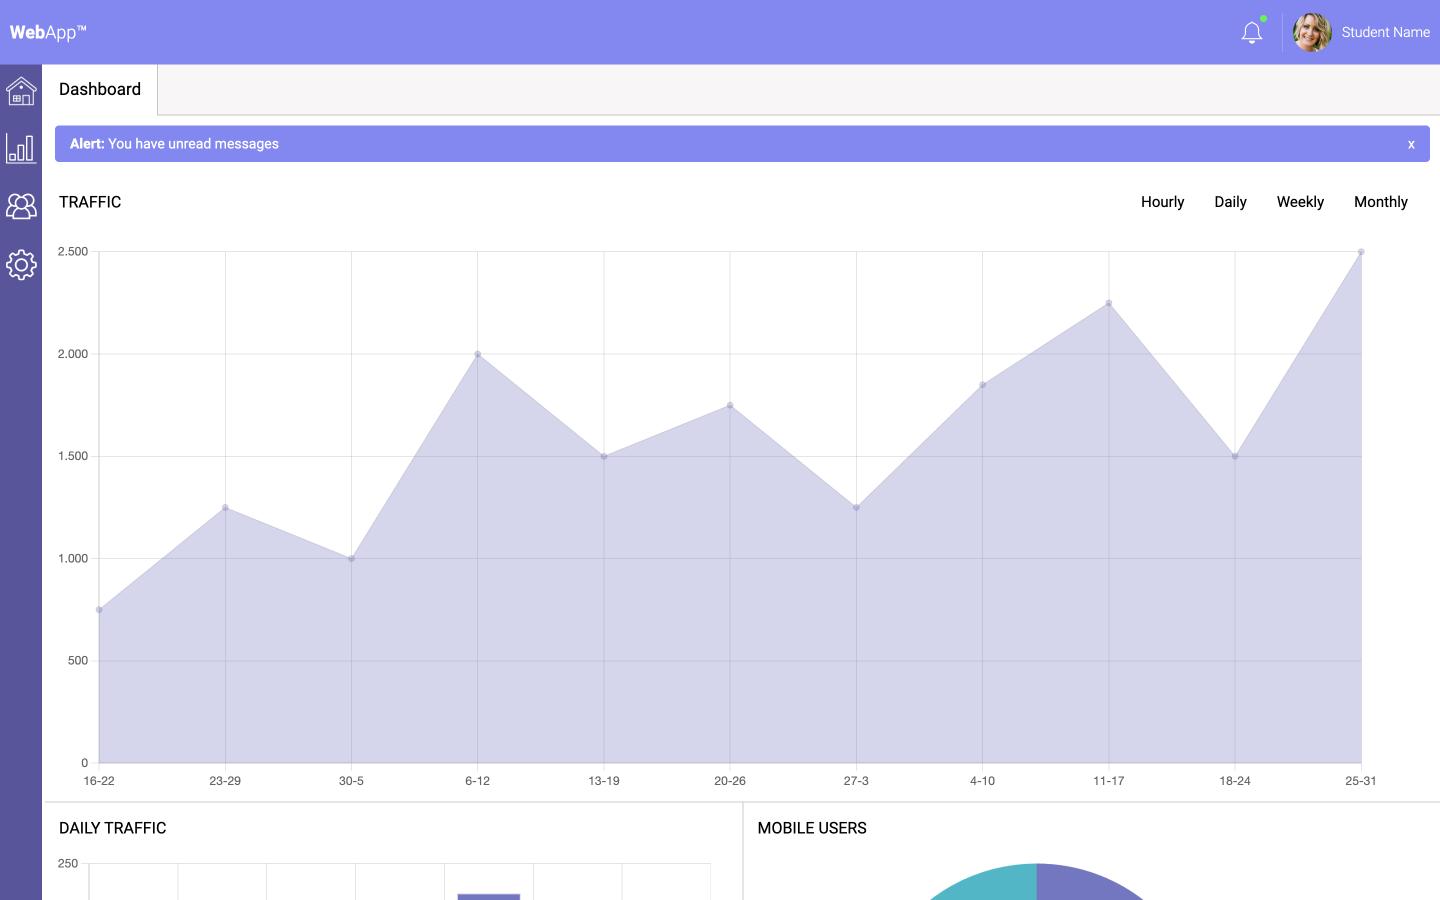 WebApp™
Student Name
Dashboard
Alert: You have unread messages
x
TRAFFIC
Hourly Daily Weekly Monthly
2.500
2.000
1.500
1.000
500
0
16-22 23-29 30-5 6-12 13-19 20-26 27-3 4-10 11-17 18-24 25-31
DAILY TRAFFIC
MOBILE USERS
250